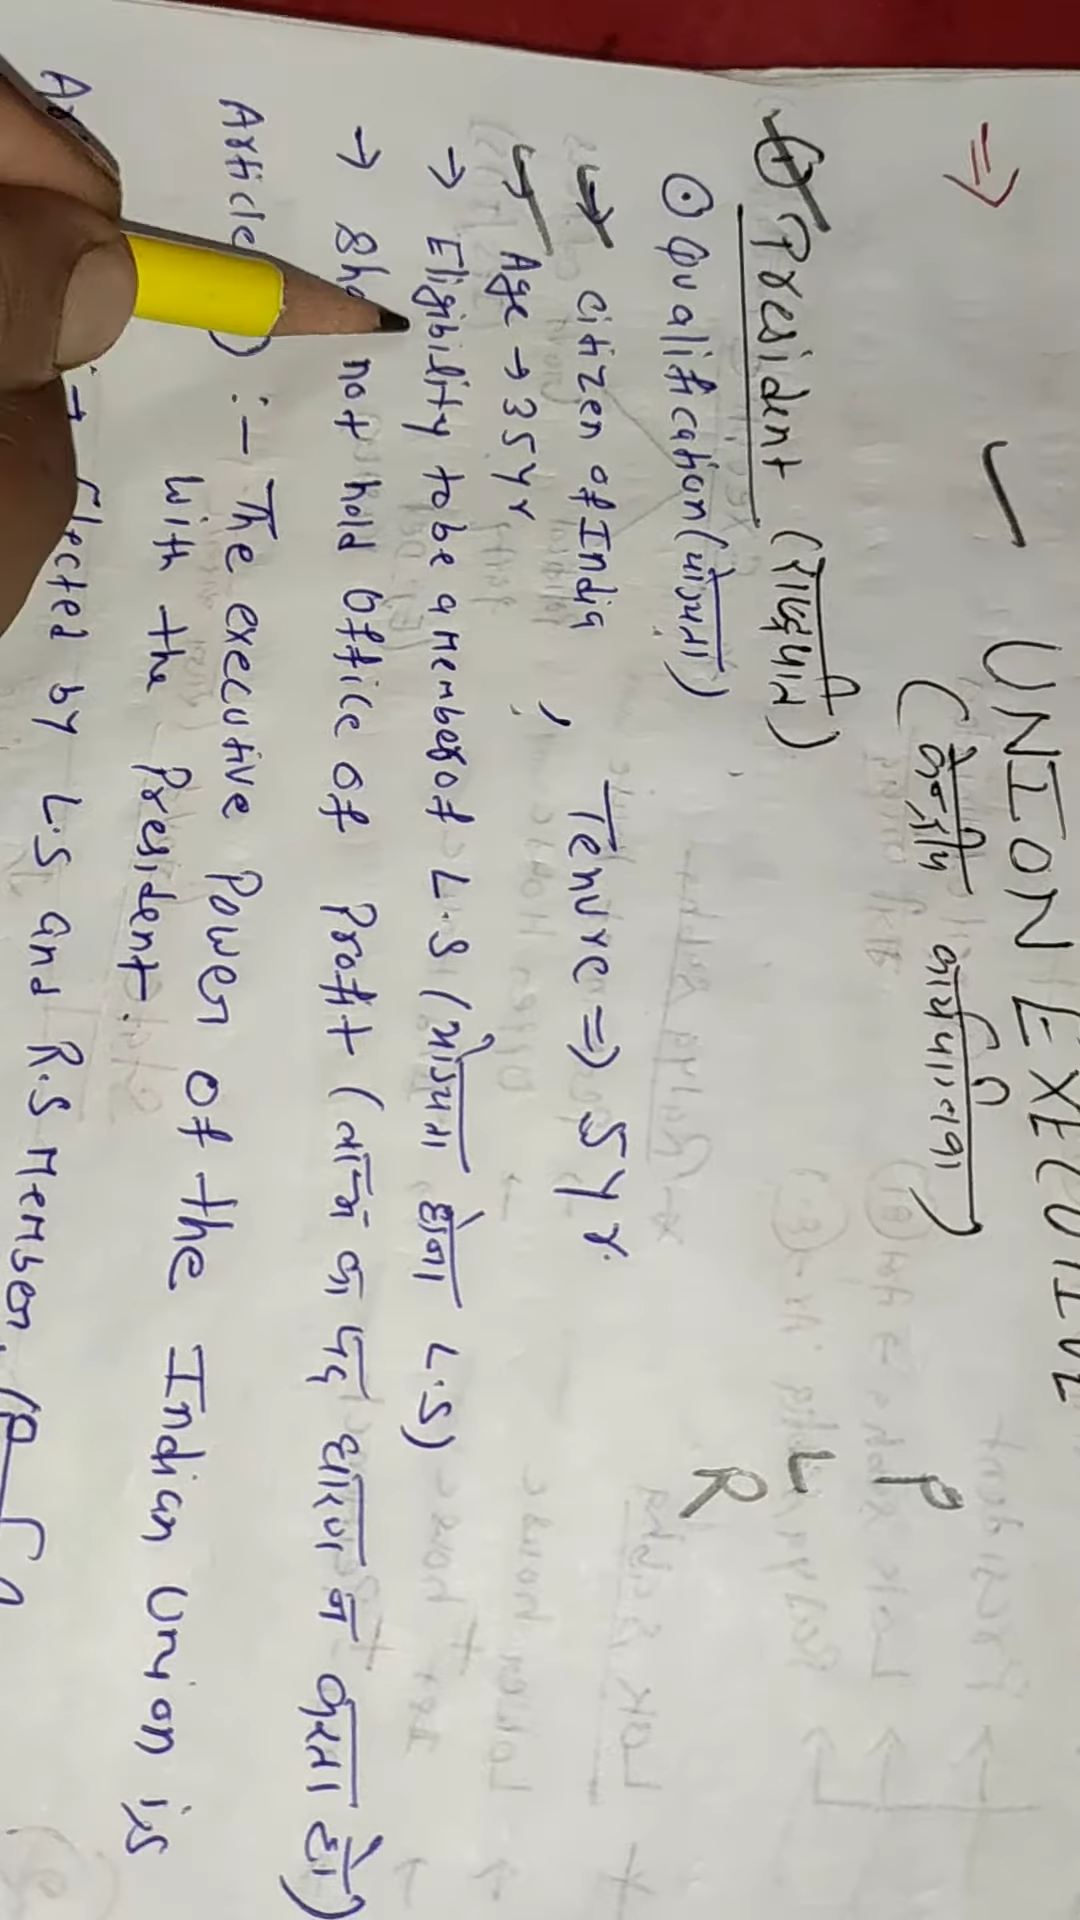 UNION EXECUTIVE
(केन्द्रीय कार्यपालिका)
P
L
R
① President (राष्ट्रपति)
⊙ Qualification (योग्यता)
→ citizen of India
→ Age → 35 yr, Tenure ⇒ 5 yr.
→ Eligibility to be a member of L.S (योग्यता होना L.S)
→ not hold office of Profit (लाभ के पद धारण न करता हो)
Article :- The executive Power of the Indian Union is
with the President.
→ Elected by L.S and R.S Member.